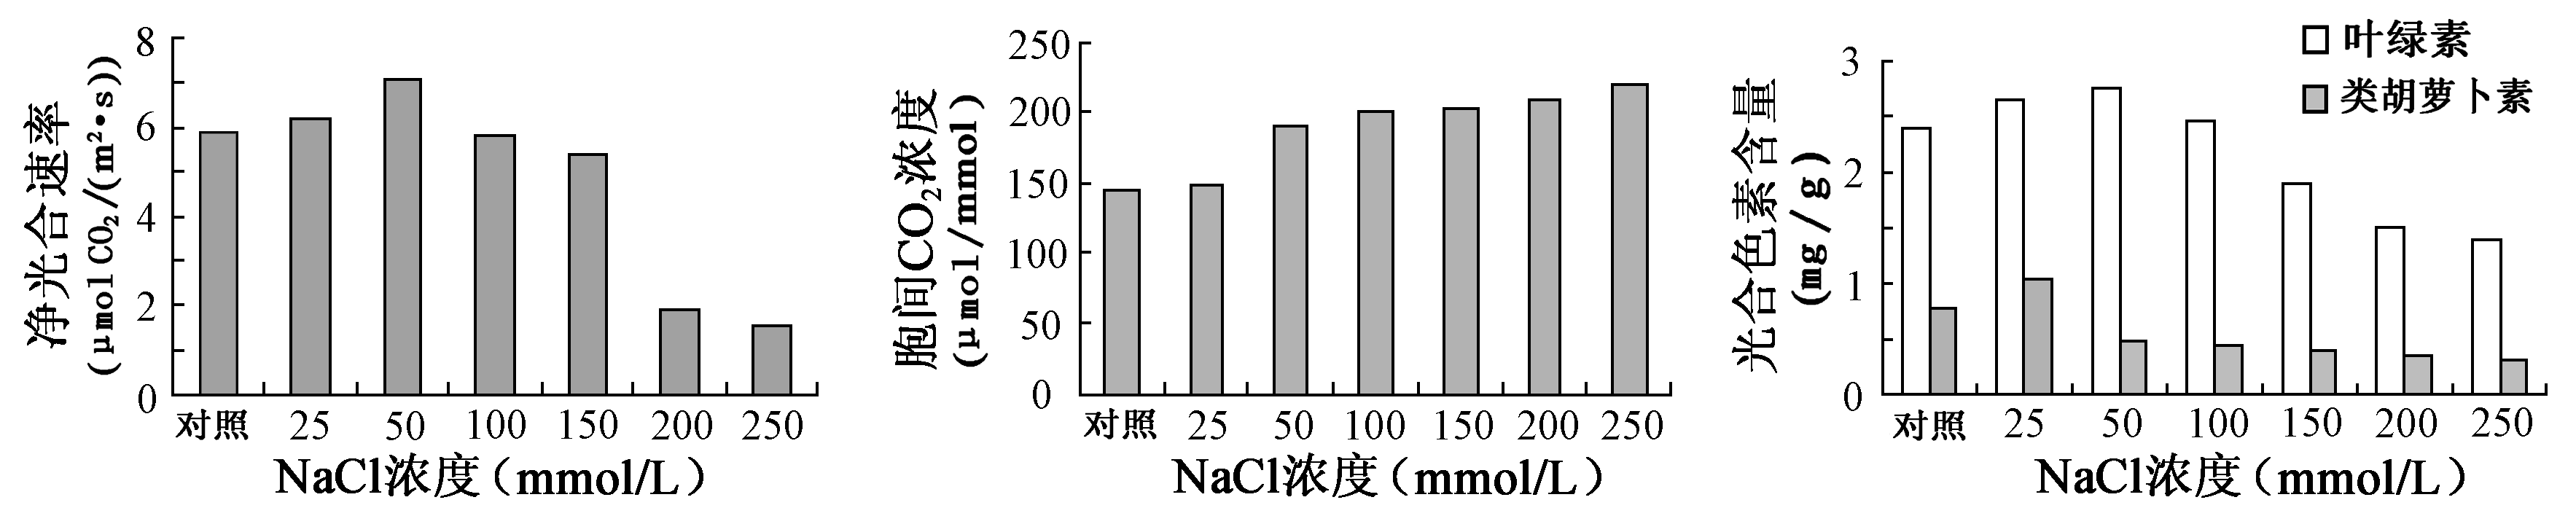 净光合速率
(μmol CO₂/(m²•s))
8
6
4
2
0
对照 25 50 100 150 200 250
NaCl浓度（mmol/L）
胞间CO₂浓度
(μmol/mmol)
250
200
150
100
50
0
对照 25 50 100 150 200 250
NaCl浓度（mmol/L）
光合色素含量
(mg/g)
3
2
1
0
叶绿素
类胡萝卜素
对照 25 50 100 150 200 250
NaCl浓度（mmol/L）